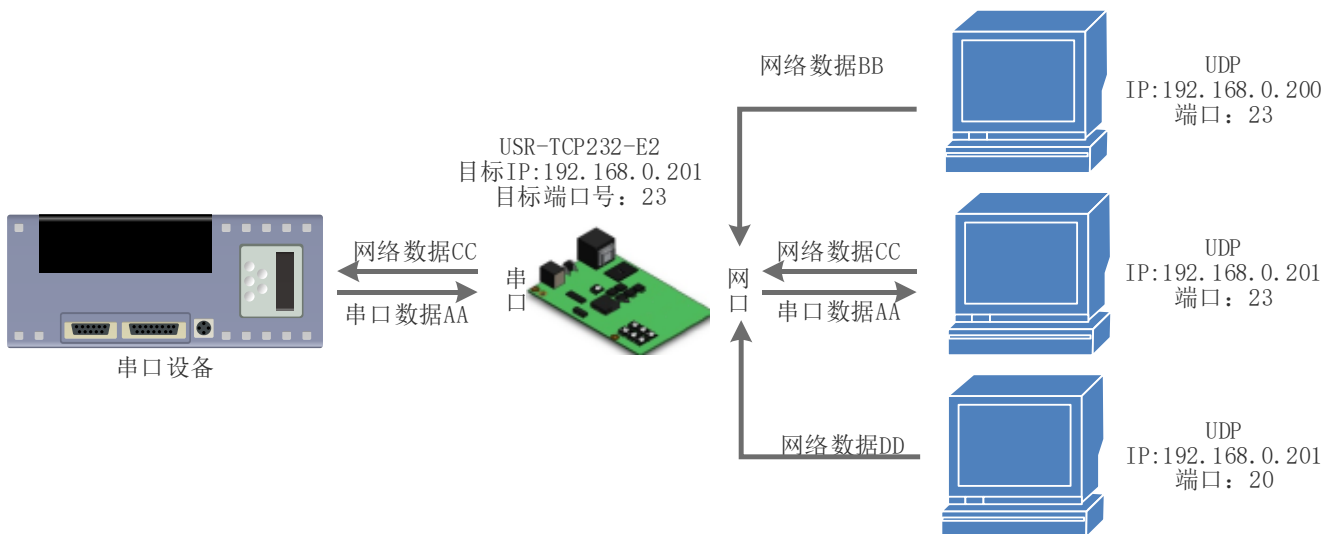 网络数据BB
UDP
IP:192.168.0.200
端口：23
USR-TCP232-E2
目标IP:192.168.0.201
目标端口号：23
网络数据CC
串口数据AA
串口
网口
网络数据CC
串口数据AA
UDP
IP:192.168.0.201
端口：23
串口设备
网络数据DD
UDP
IP:192.168.0.201
端口：20